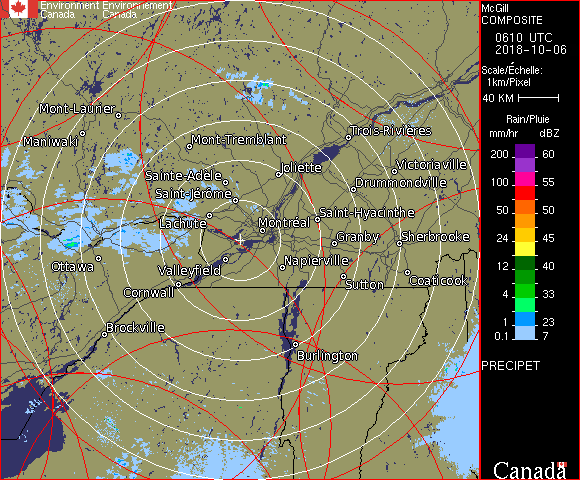 Environment Environnement
Canada Canada
Mont-Laurier
Maniwaki
Mont-Tremblant
Trois-Rivières
Sainte-Adèle
Joliette
Victoriaville
Saint-Jérôme
Drummondville
Lachute
Montréal
Saint-Hyacinthe
Granby
Sherbrooke
Ottawa
Valleyfield
Napierville
Cornwall
Sutton
Coaticook
Brockville
Burlington
McGill
COMPOSITE
0610 UTC
2018-10-06
Scale/Échelle:
1km/Pixel
40 KM
Rain/Pluie
mm/hr dBZ
200 60
150 57
100 55
50 50
24 45
12 40
4 33
1 23
0.1 7
PRECIPET
Canada